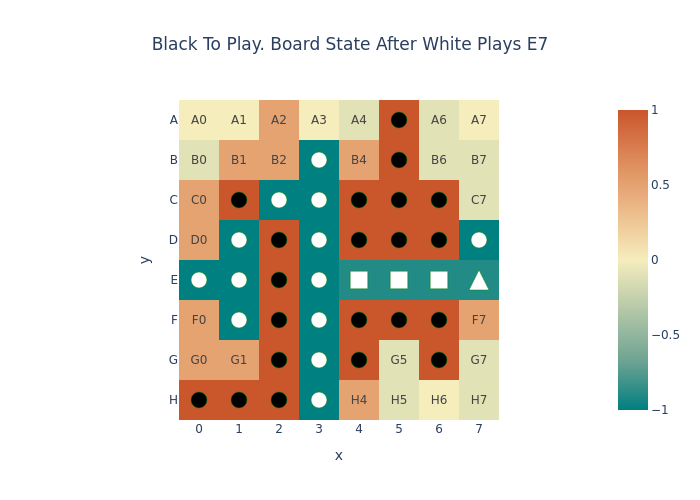 Black To Play. Board State After White Plays E7
A A0 A1 A2 A3 A4 A6 A7
B B0 B1 B2 B4 B6 B7
C C0 C7
D D0
E
F F0 F7
G G0 G1 G5 G7
H H4 H5 H6 H7
0 1 2 3 4 5 6 7
x
y
1
0.5
0
−0.5
−1